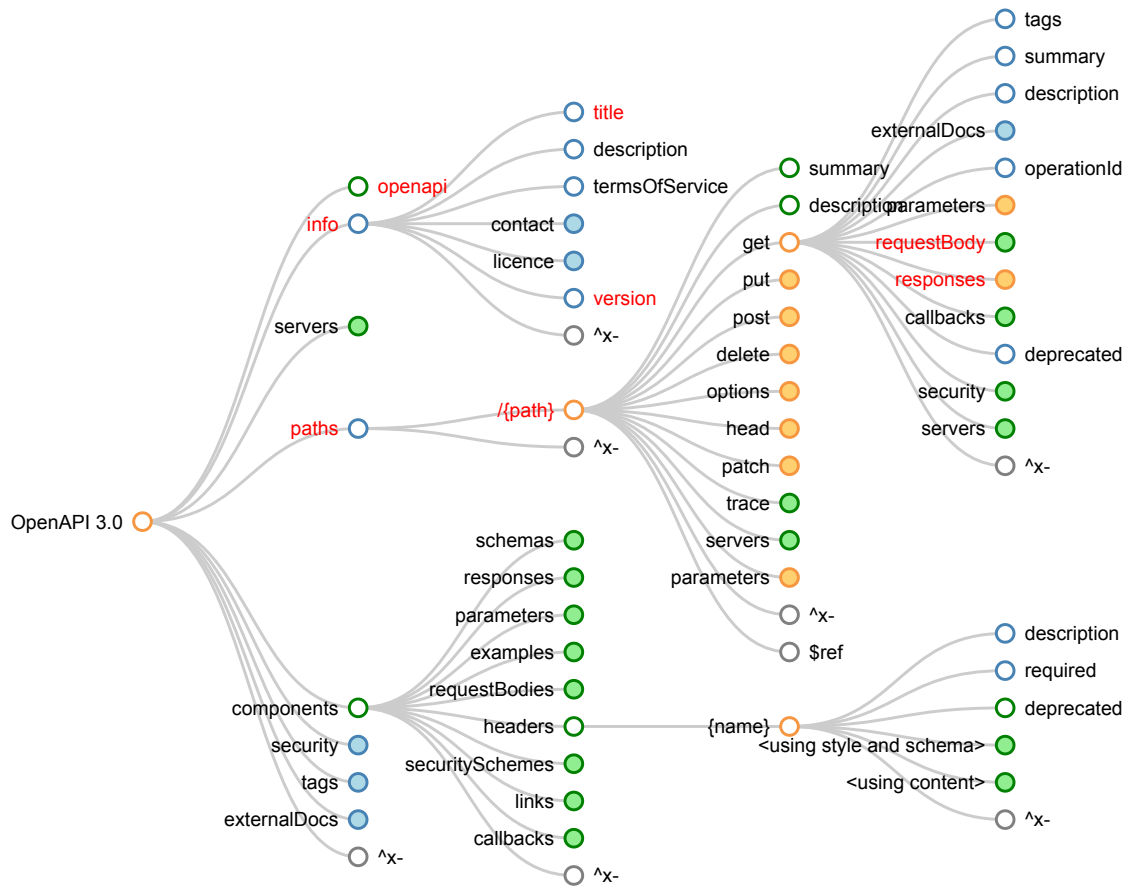 OpenAPI 3.0
openapi
info
title
description
termsOfService
contact
licence
version
^x-
servers
paths
/{path}
summary
description
get
tags
summary
description
externalDocs
operationId
parameters
requestBody
responses
callbacks
deprecated
security
servers
^x-
put
post
delete
options
head
patch
trace
servers
parameters
^x-
$ref
^x-
components
schemas
responses
parameters
examples
requestBodies
headers
{name}
description
required
deprecated
<using style and schema>
<using content>
^x-
securitySchemes
links
callbacks
^x-
security
tags
externalDocs
^x-